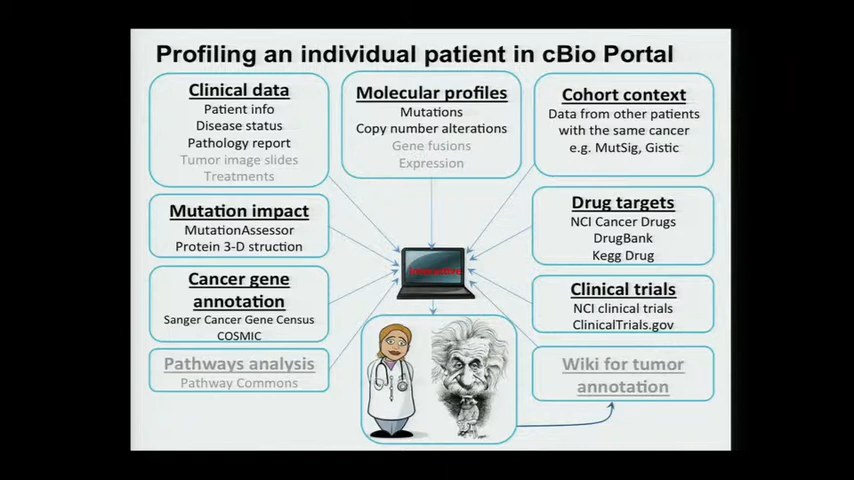 Profiling an individual patient in cBio Portal
Clinical data
Patient info
Disease status
Pathology report
Tumor image slides
Treatments
Molecular profiles
Mutations
Copy number alterations
Gene fusions
Expression
Cohort context
Data from other patients
with the same cancer
e.g. MutSig, Gistic
Mutation impact
MutationAssessor
Protein 3-D struction
Drug targets
NCI Cancer Drugs
DrugBank
Kegg Drug
Cancer gene
annotation
Sanger Cancer Gene Census
COSMIC
Interactive
Clinical trials
NCI clinical trials
ClinicalTrials.gov
Pathways analysis
Pathway Commons
Wiki for tumor
annotation